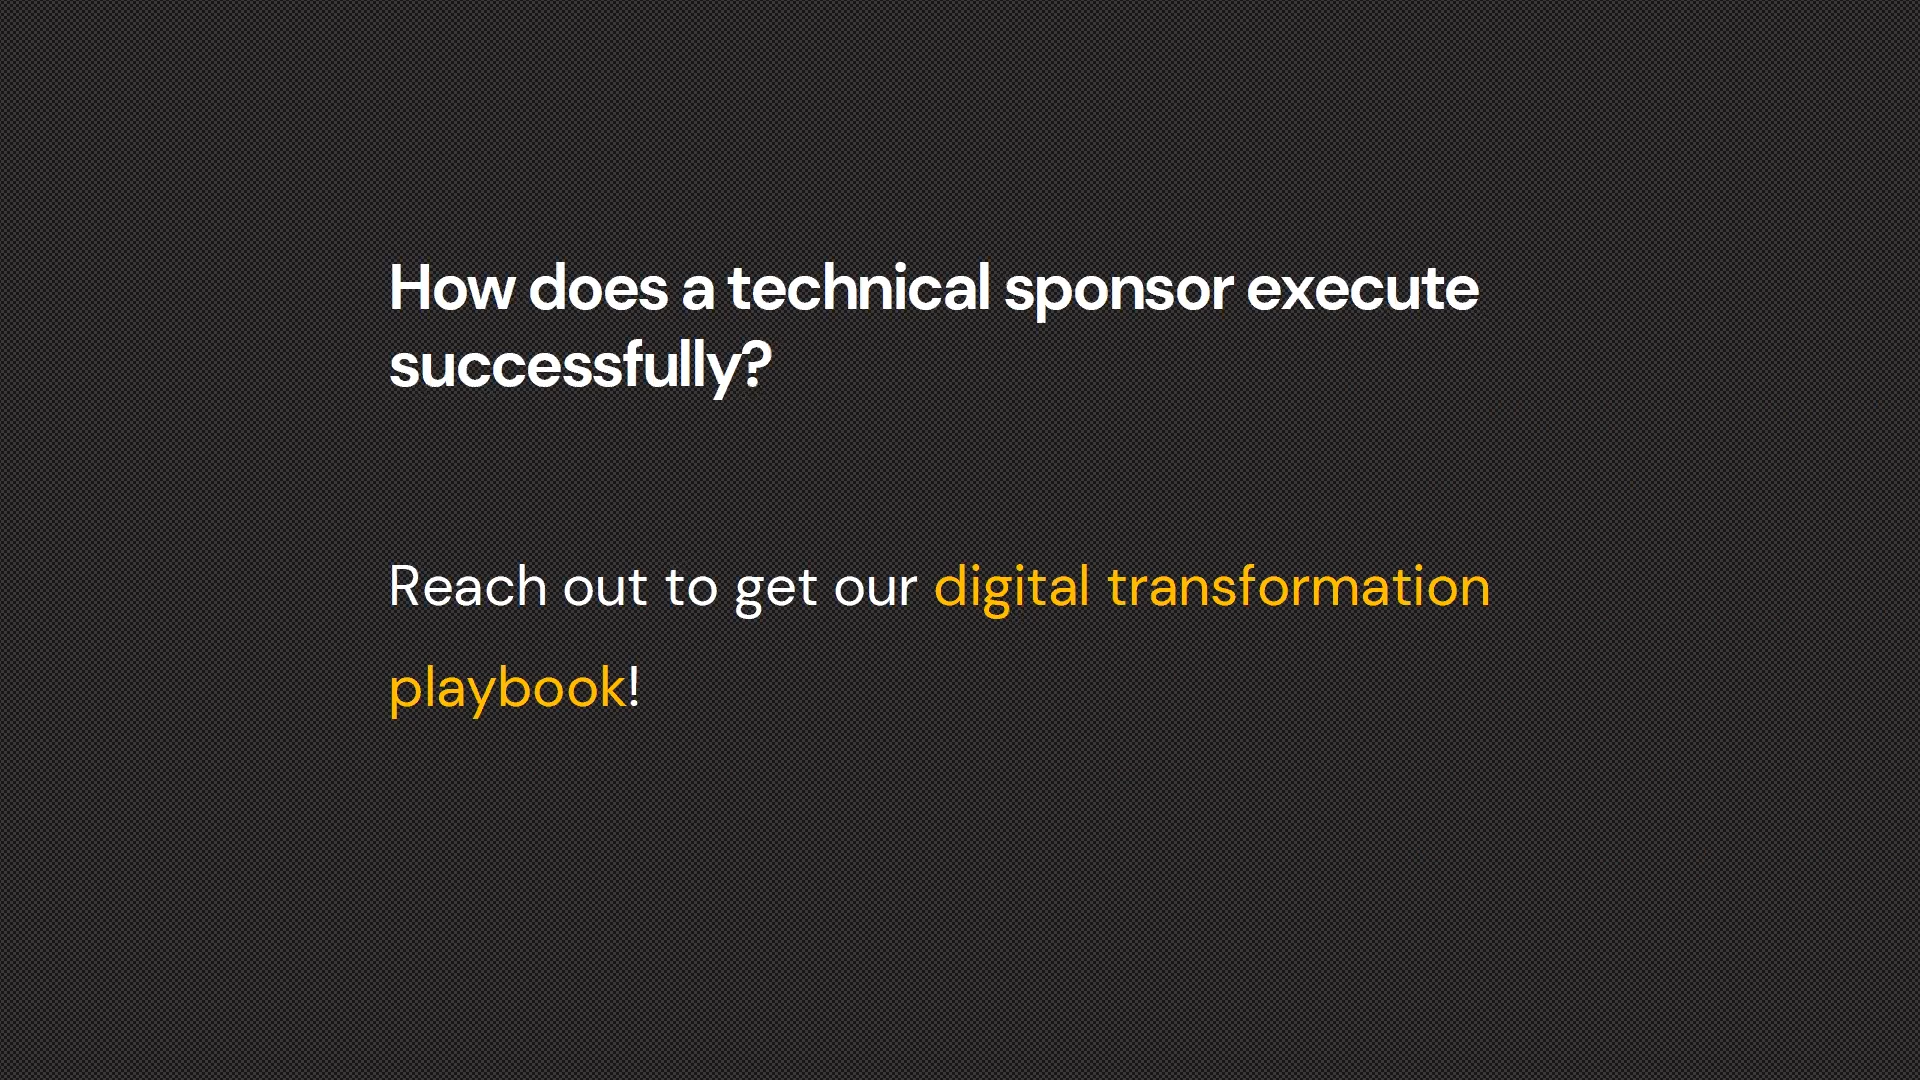 How does a technical sponsor execute
successfully?
Reach out to get our digital transformation
playbook!